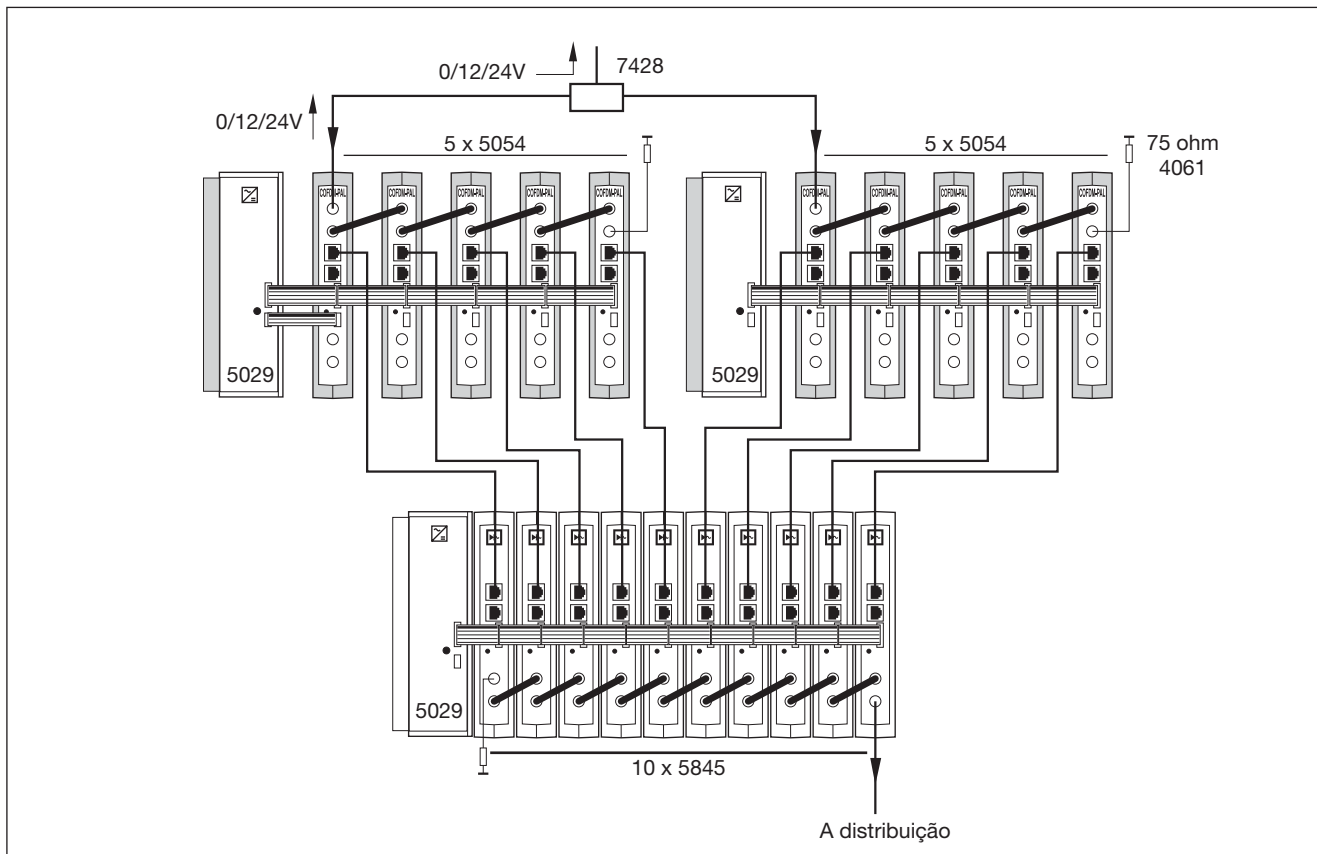 0/12/24V
7428
0/12/24V
5 x 5054
5 x 5054
75 ohm
4061
COFDM-PAL
COFDM-PAL
COFDM-PAL
COFDM-PAL
COFDM-PAL
COFDM-PAL
COFDM-PAL
COFDM-PAL
COFDM-PAL
COFDM-PAL
5029
5029
5029
10 x 5845
A distribuição